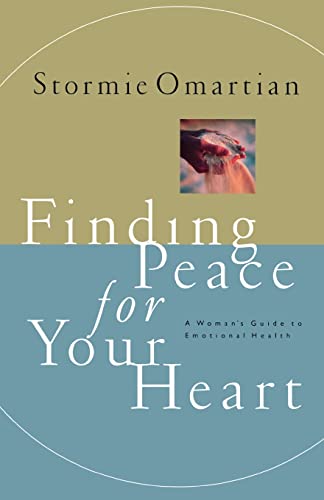 Stormie Omartian
Finding
Peace
for
Your
Heart
A Woman's Guide to
Emotional Health